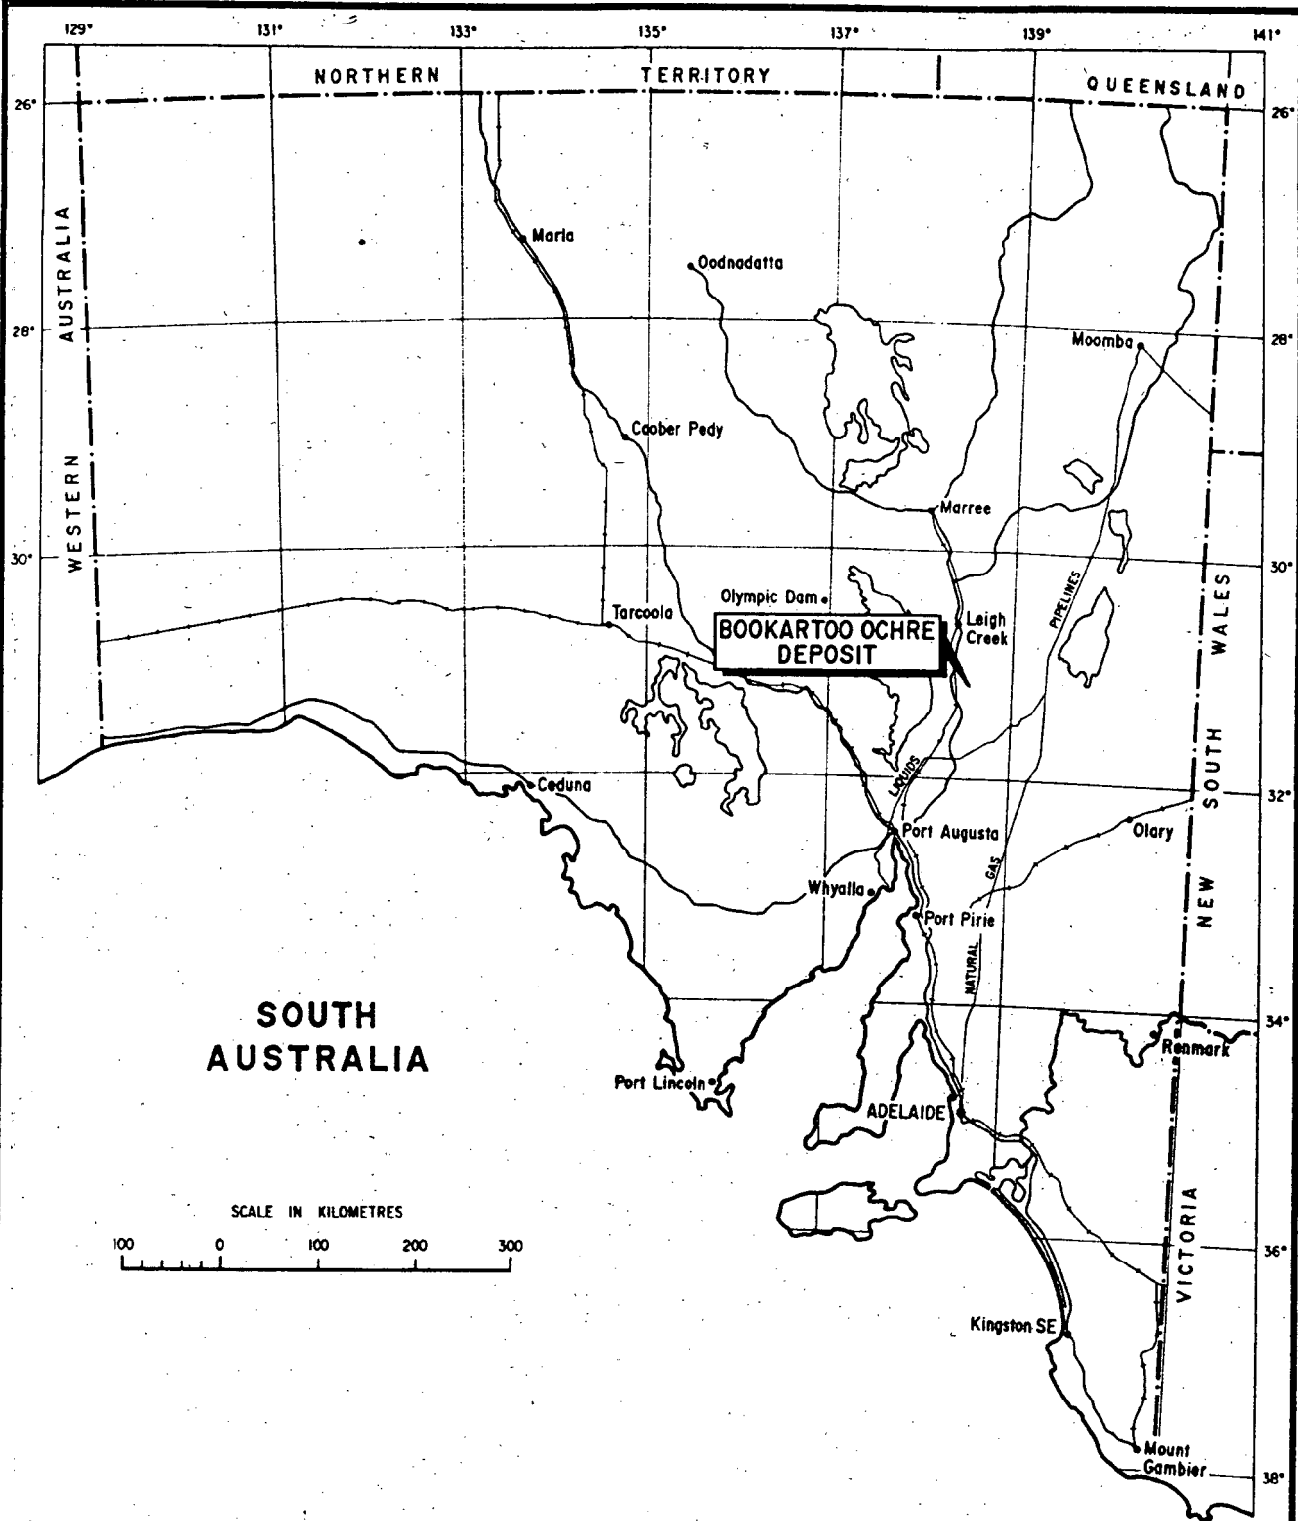 129° 131° 133° 135° 137° 139° 141°
NORTHERN TERRITORY
QUEENSLAND
26° 26°
WESTERN AUSTRALIA
Marla
Oodnadatta
28° 28°
Moomba
Coober Pedy
Marree
30° 30°
PIPELINES
Olympic Dam
Tarcoola
Leigh
Creek
BOOKARTOO OCHRE
DEPOSIT
NEW SOUTH WALES
LIQUIDS
Ceduna
32°
Port Augusta
Olary
GAS
Whyalla
Port Pirie
NATURAL
SOUTH
AUSTRALIA
34°
Renmark
Port Lincoln
ADELAIDE
SCALE IN KILOMETRES
100 0 100 200 300
VICTORIA
36°
Kingston SE
Mount
Gambier
38°